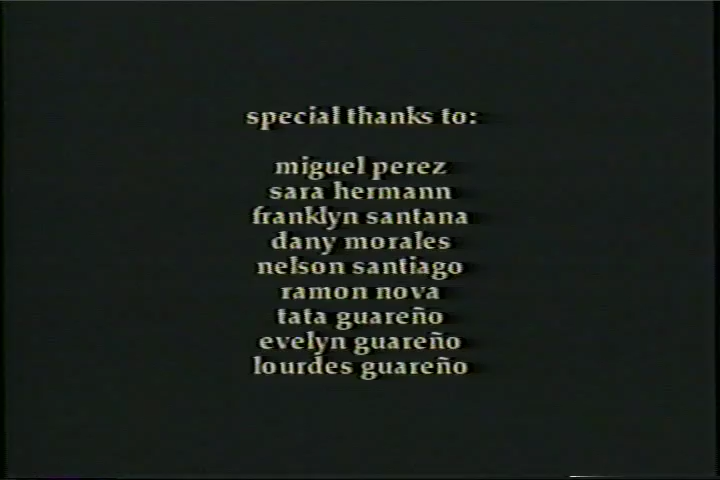 special thanks to:
miguel perez
sara hermann
franklyn santana
dany morales
nelson santiago
ramon nova
tata guareño
evelyn guareño
lourdes guareño